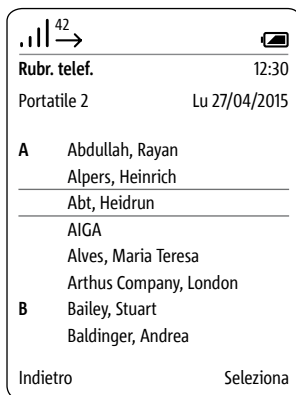 42
Rubr. telef. 12:30
Portatile 2 Lu 27/04/2015
A Abdullah, Rayan
Alpers, Heinrich
Abt, Heidrun
AIGA
Alves, Maria Teresa
Arthus Company, London
B Bailey, Stuart
Baldinger, Andrea
Indietro Seleziona